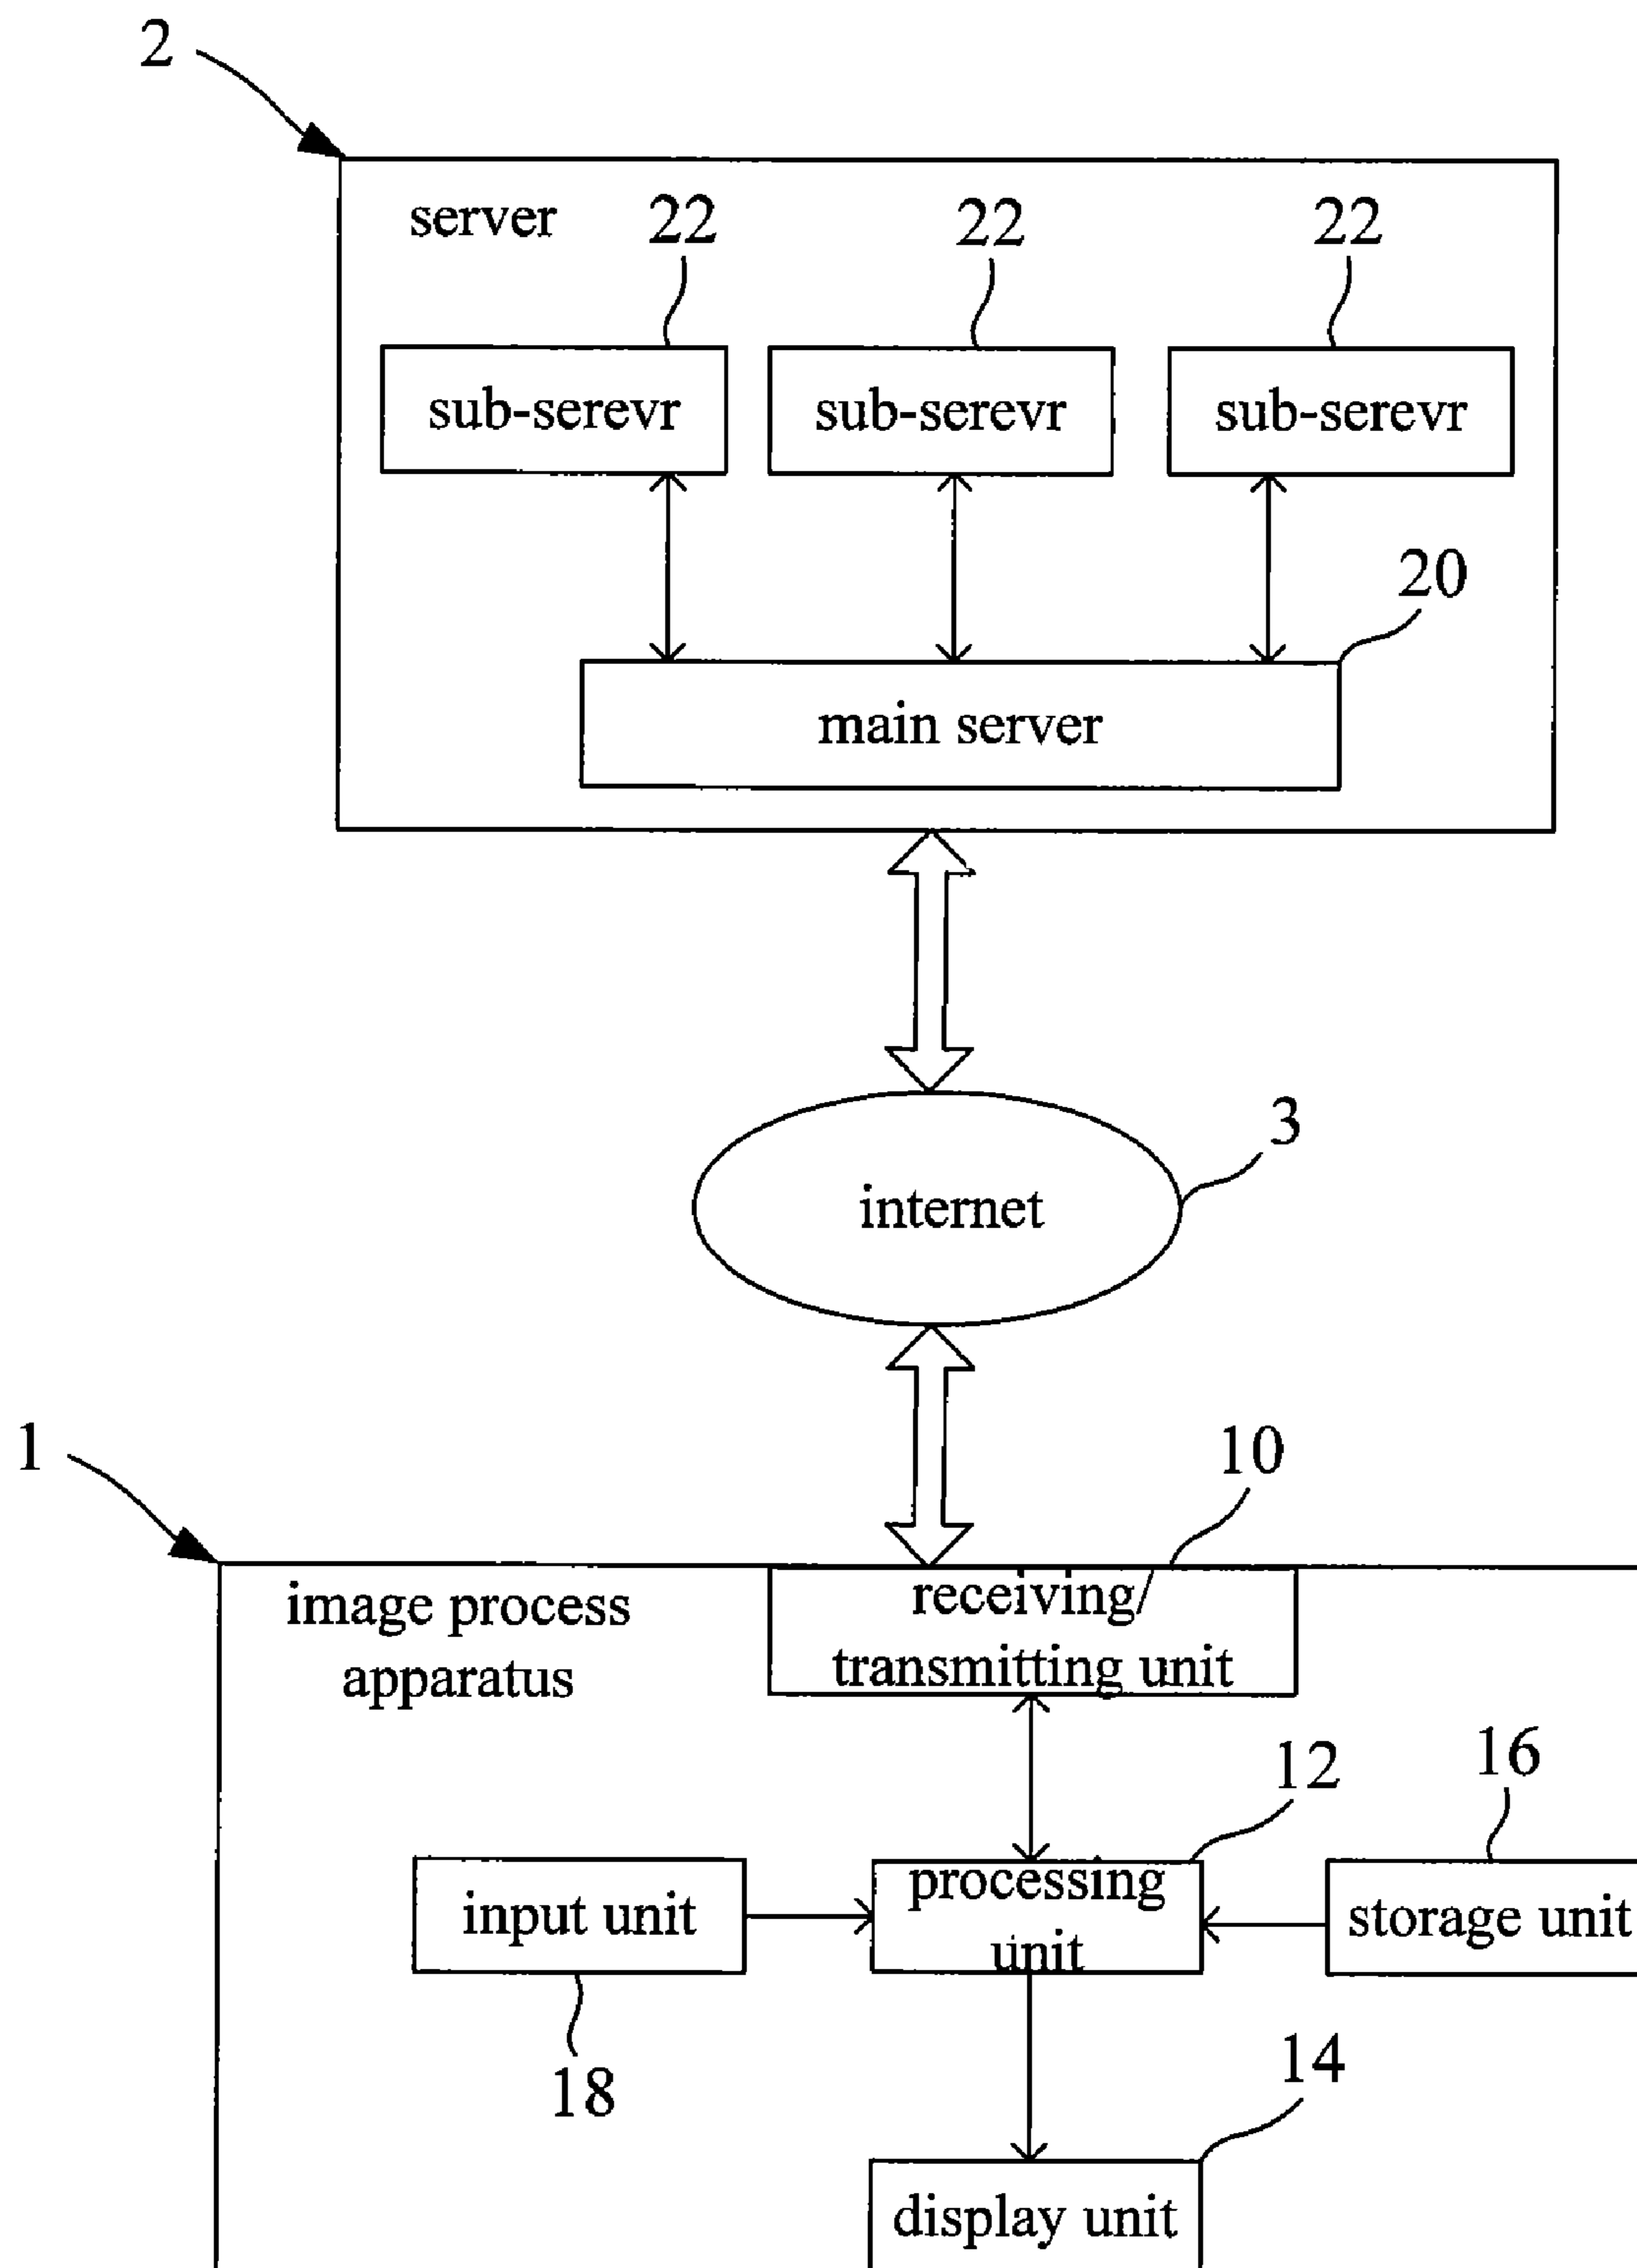 2
server
22
22
22
sub-serevr
sub-serevr
sub-serevr
20
main server
3
internet
1
10
image process
apparatus
receiving/
transmitting unit
12
16
input unit
processing
unit
storage unit
18
14
display unit